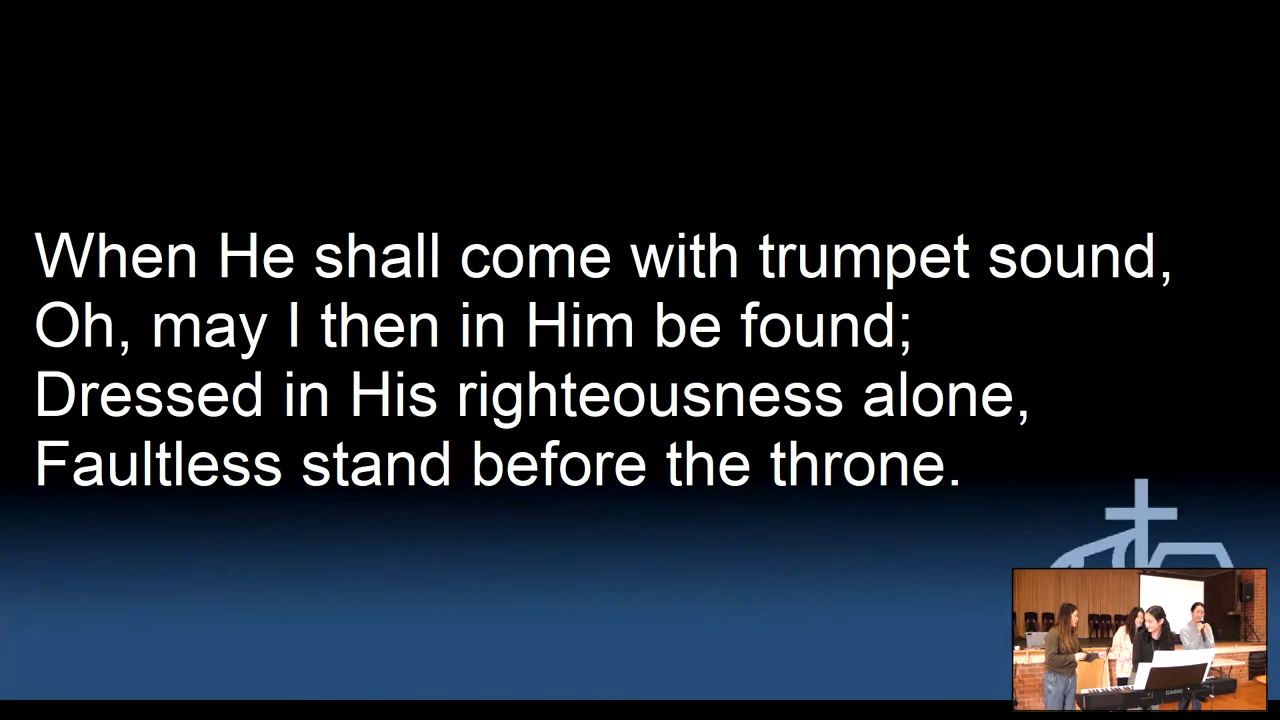 When He shall come with trumpet sound,
Oh, may I then in Him be found;
Dressed in His righteousness alone,
Faultless stand before the throne.
CASIO